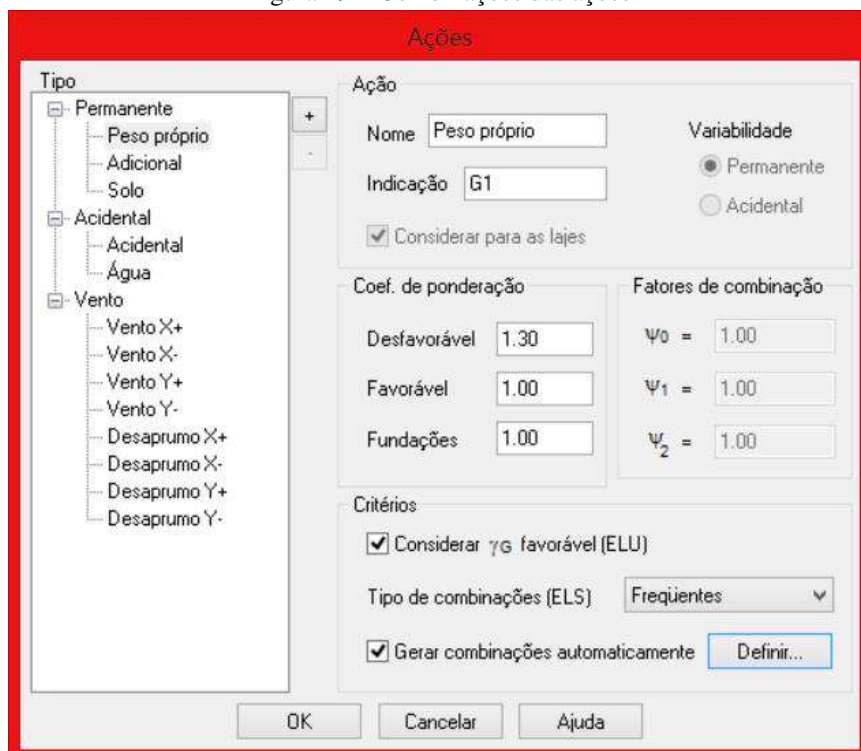 Ações
Tipo
Permanente
Peso próprio
Adicional
Solo
Acidental
Acidental
Água
Vento
Vento X+
Vento X-
Vento Y+
Vento Y-
Desaprumo X+
Desaprumo X-
Desaprumo Y+
Desaprumo Y-
+
-
Ação
Nome Peso próprio
Indicação G1
Considerar para as lajes
Variabilidade
Permanente
Acidental
Coef. de ponderação
Desfavorável 1.30
Favorável 1.00
Fundações 1.00
Fatores de combinação
Ψ0 = 1.00
Ψ1 = 1.00
Ψ2 = 1.00
Critérios
Considerar γG favorável (ELU)
Tipo de combinações (ELS) Freqüentes
Gerar combinações automaticamente Definir...
OK Cancelar Ajuda